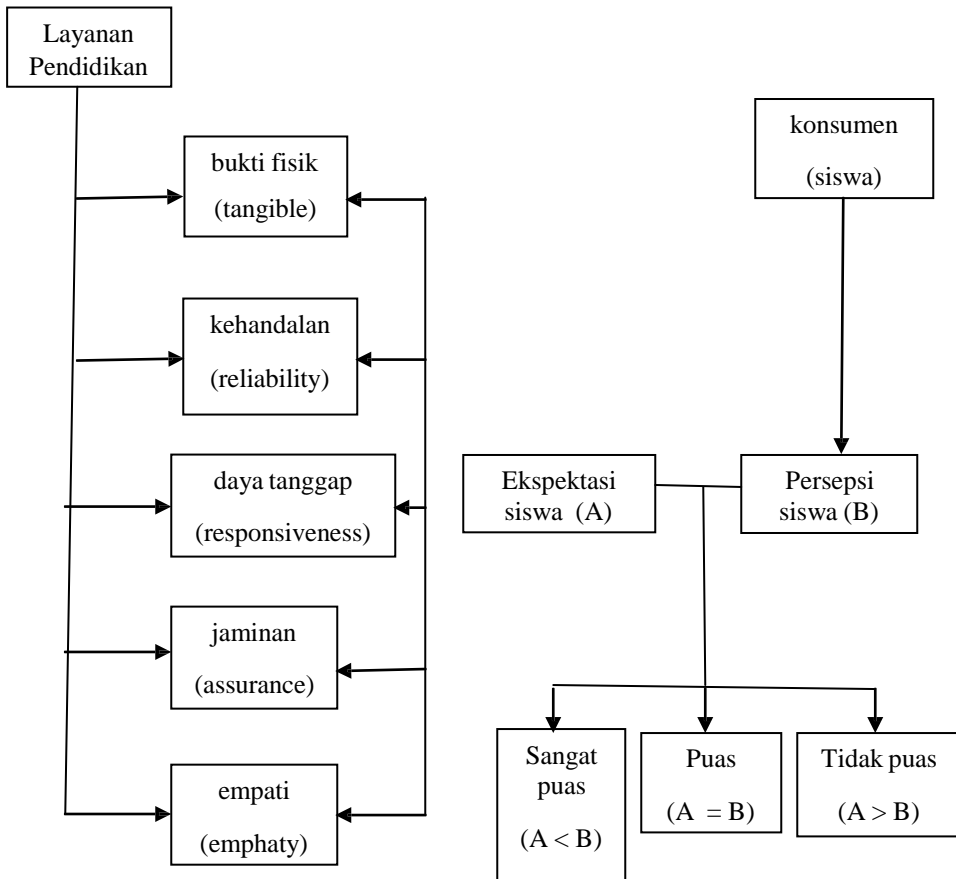 Layanan
Pendidikan
bukti fisik
(tangible)
kehandalan
(reliability)
daya tanggap
(responsiveness)
jaminan
(assurance)
empati
(emphaty)
konsumen
(siswa)
Ekspektasi
siswa (A)
Persepsi
siswa (B)
Sangat
puas
(A < B)
Puas
(A = B)
Tidak puas
(A > B)